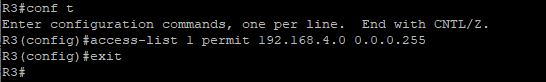 R3#conf t
Enter configuration commands, one per line.  End with CNTL/Z.
R3(config)#access-list 1 permit 192.168.4.0 0.0.0.255
R3(config)#exit
R3#